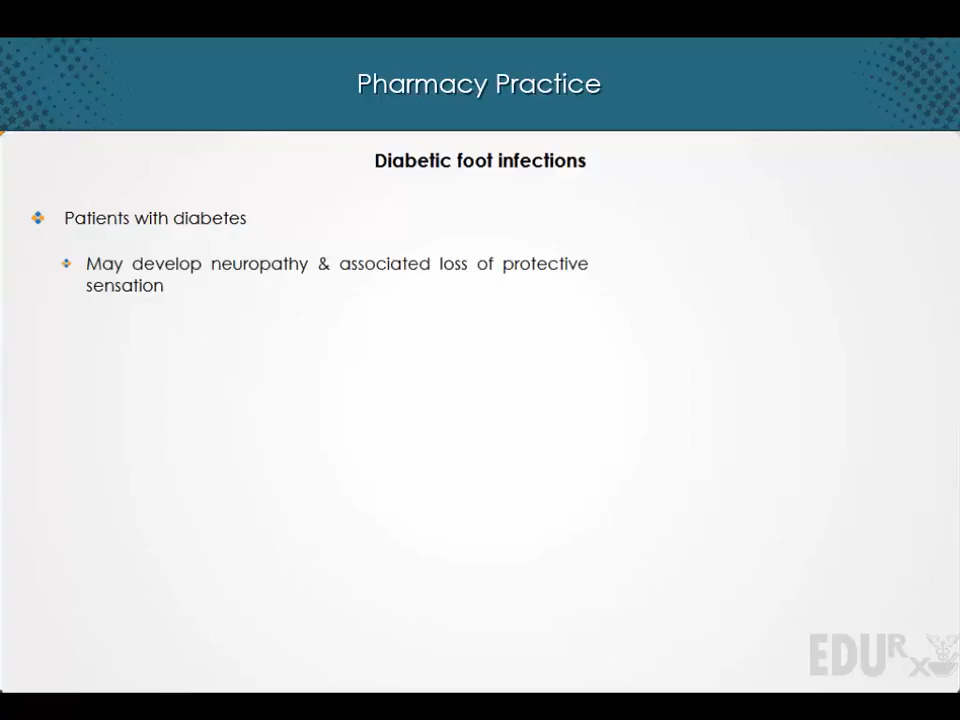 Pharmacy Practice
Diabetic foot infections
Patients with diabetes
May develop neuropathy & associated loss of protective
sensation
EDURx